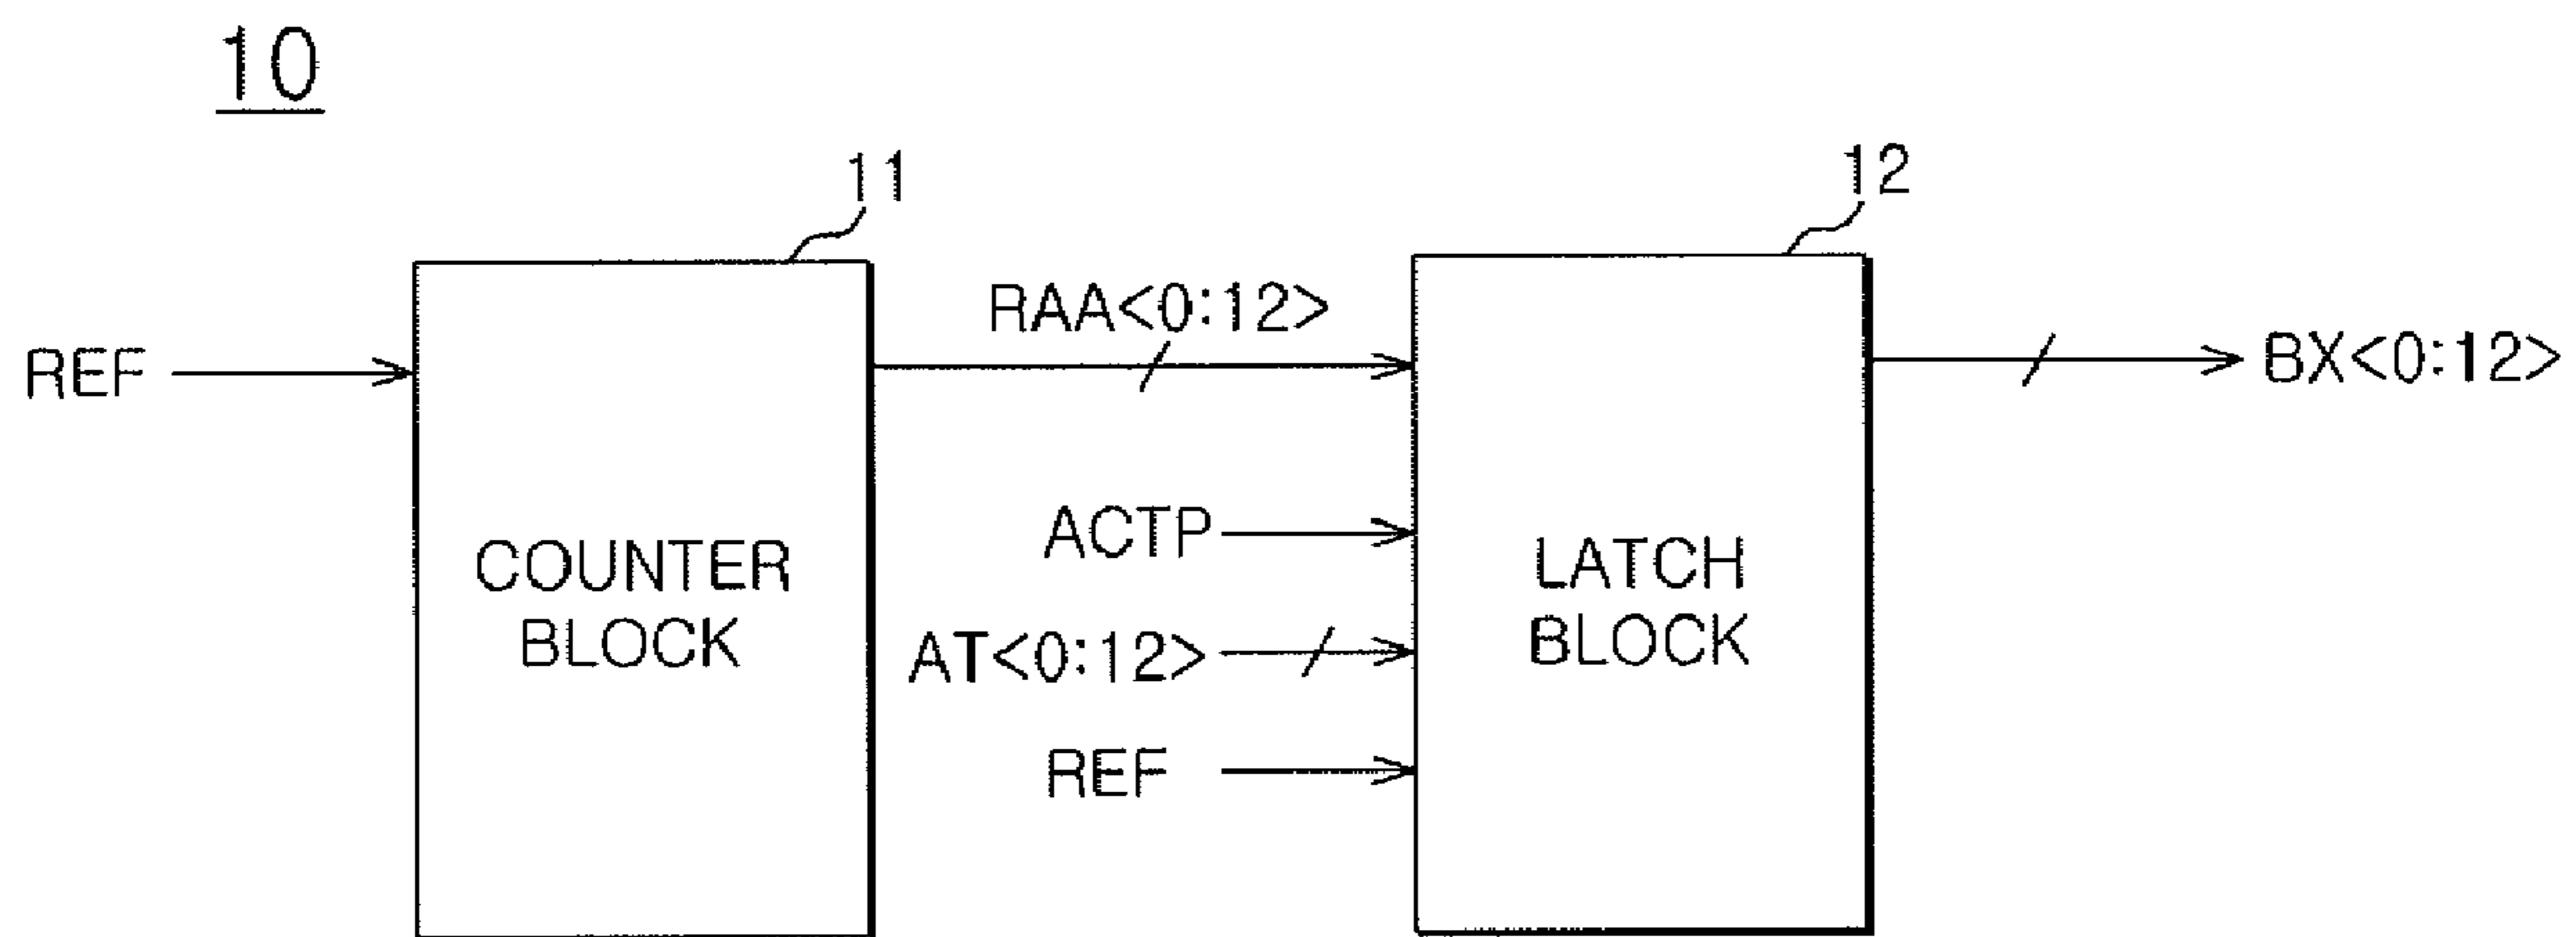 10
11
12
REF
RAA<0:12>
BX<0:12>
COUNTER
BLOCK
ACTP
AT<0:12>
REF
LATCH
BLOCK